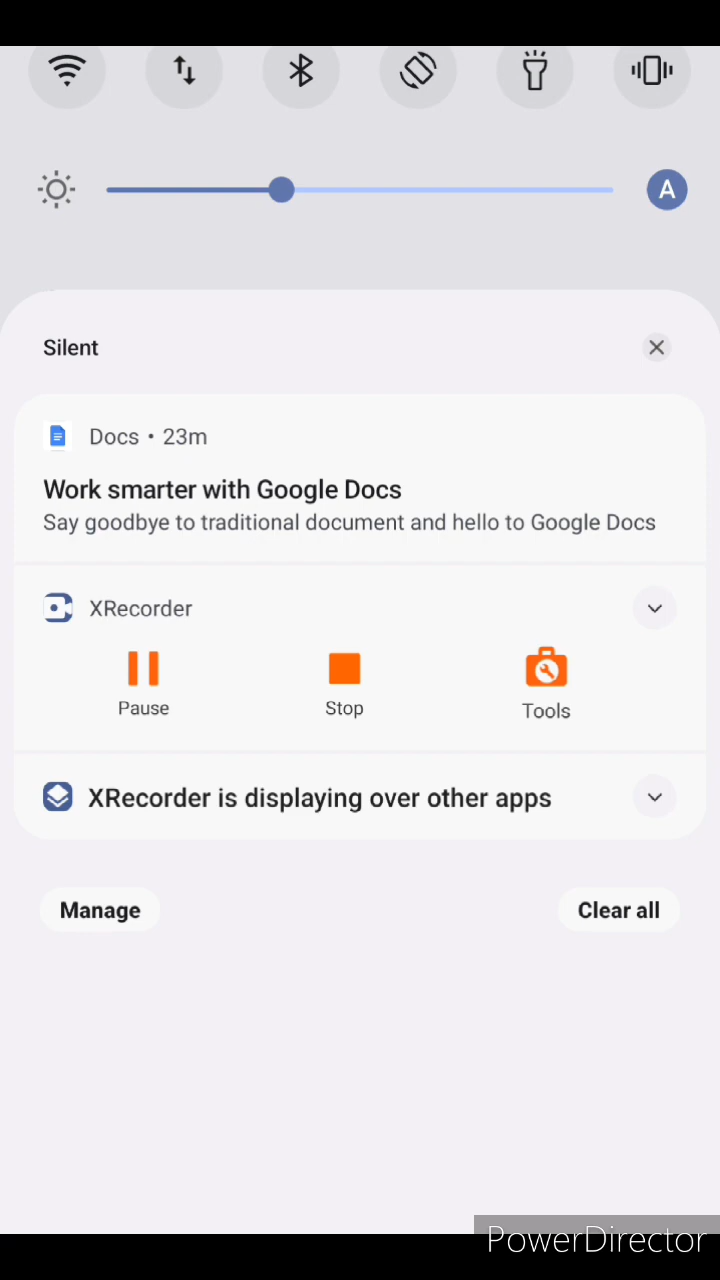 A
Silent
Docs • 23m
Work smarter with Google Docs
Say goodbye to traditional document and hello to Google Docs
XRecorder
Pause Stop Tools
XRecorder is displaying over other apps
Manage Clear all
PowerDirector